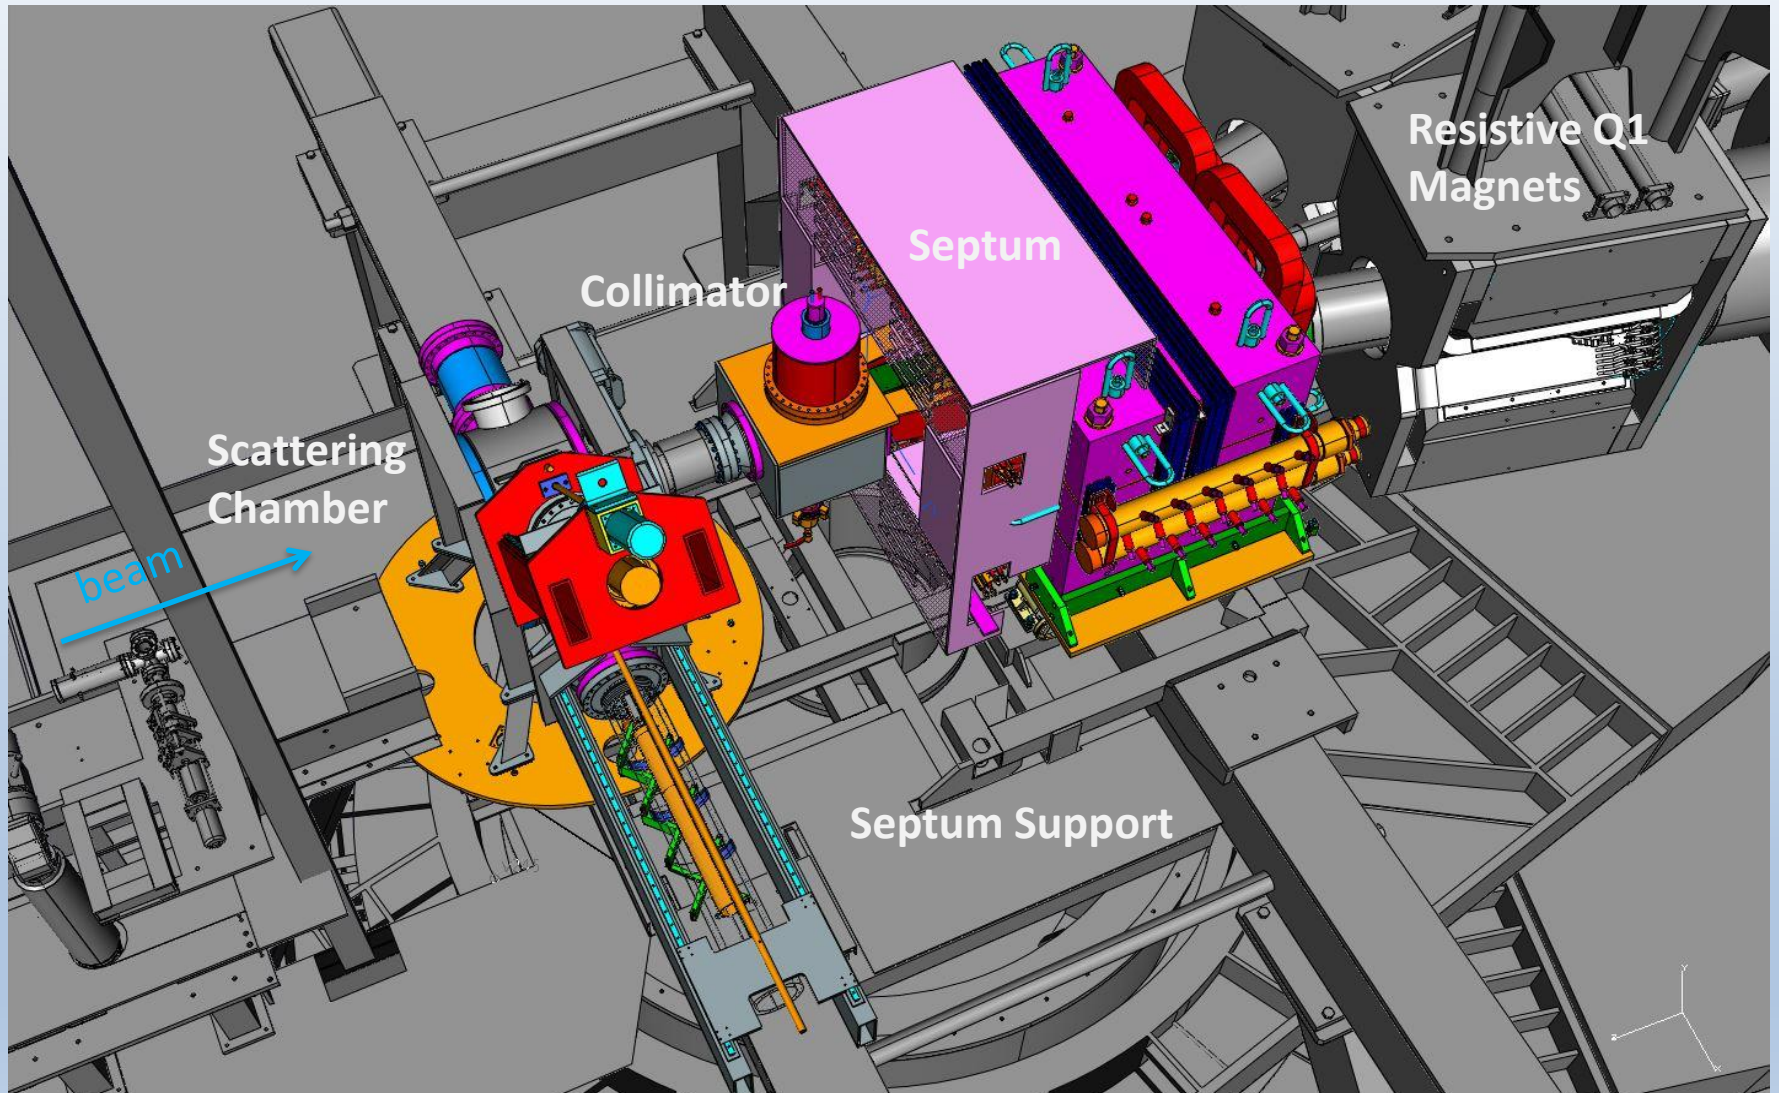 Resistive Q1
Magnets
Septum
Collimator
Scattering
Chamber
beam
Septum Support